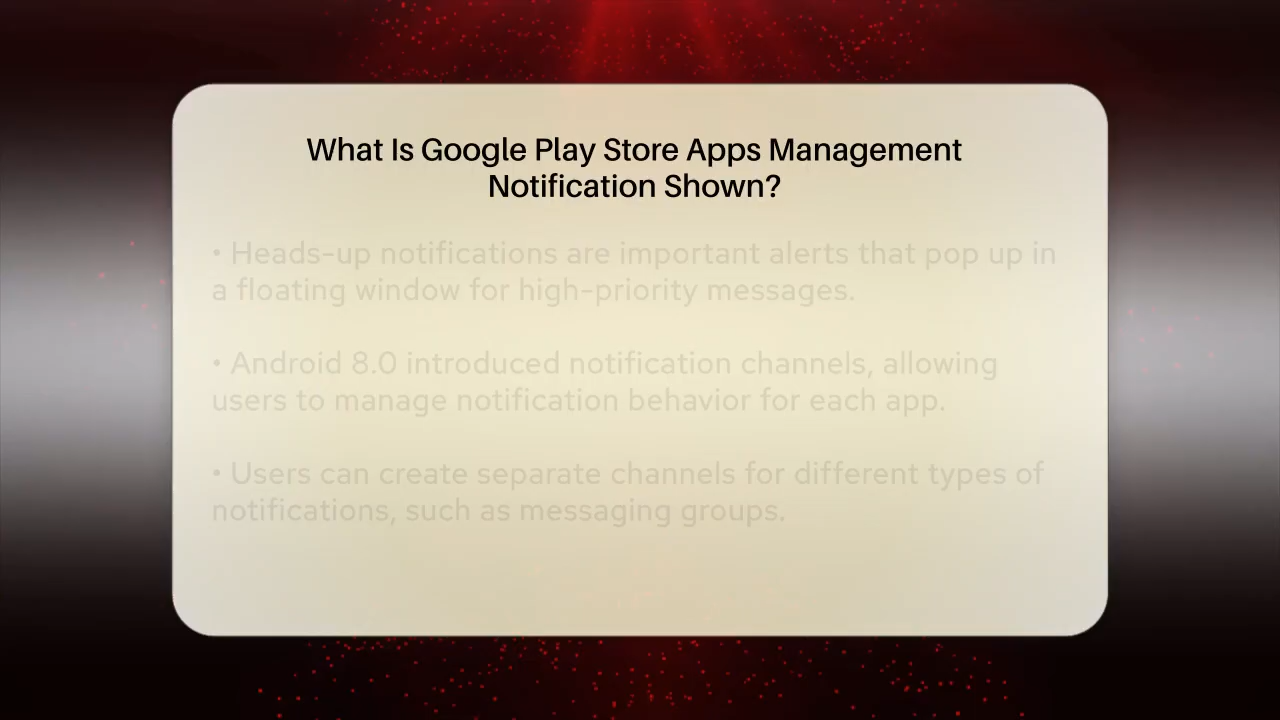 What Is Google Play Store Apps Management
Notification Shown?
• Heads-up notifications are important alerts that pop up in
a floating window for high-priority messages.
• Android 8.0 introduced notification channels, allowing
users to manage notification behavior for each app.
• Users can create separate channels for different types of
notifications, such as messaging groups.